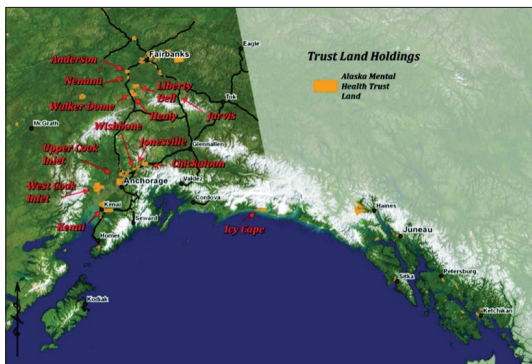 Trust Land Holdings
Alaska Mental
Health Trust
Land
Eagle
Fairbanks
Anderson
Nenana
Liberty
Bell
Walker Dome
Healy
Jarvis
Tok
McGrath
Wishbone
Jonesville
Glennallen
Upper Cook
Inlet
Chickaloon
Anchorage
Valdez
West Cook
Inlet
Cordova
Kenai
Kenai
Seward
Homer
Icy Cape
Haines
Juneau
Kodiak
Sitka
Petersburg
Ketchikan